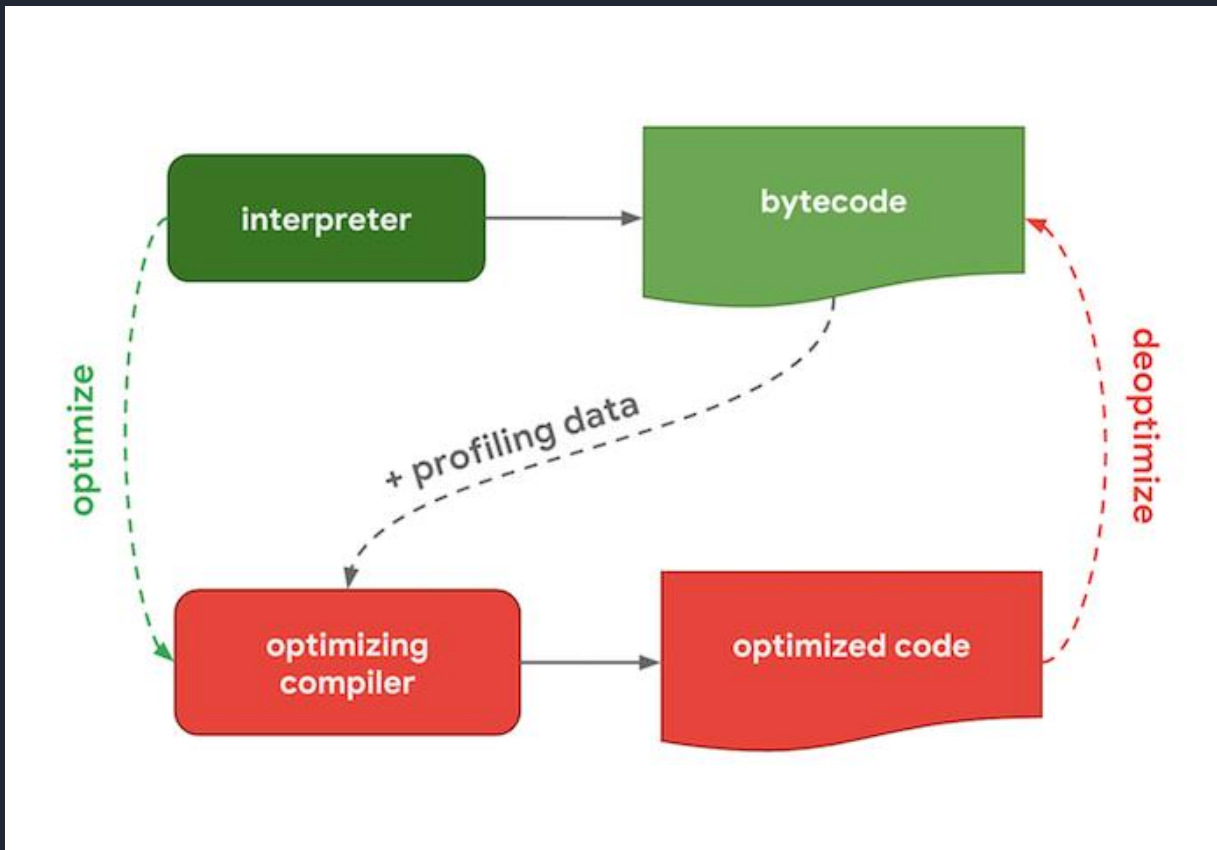 interpreter
bytecode
optimize
+ profiling data
deoptimize
optimizing
compiler
optimized code